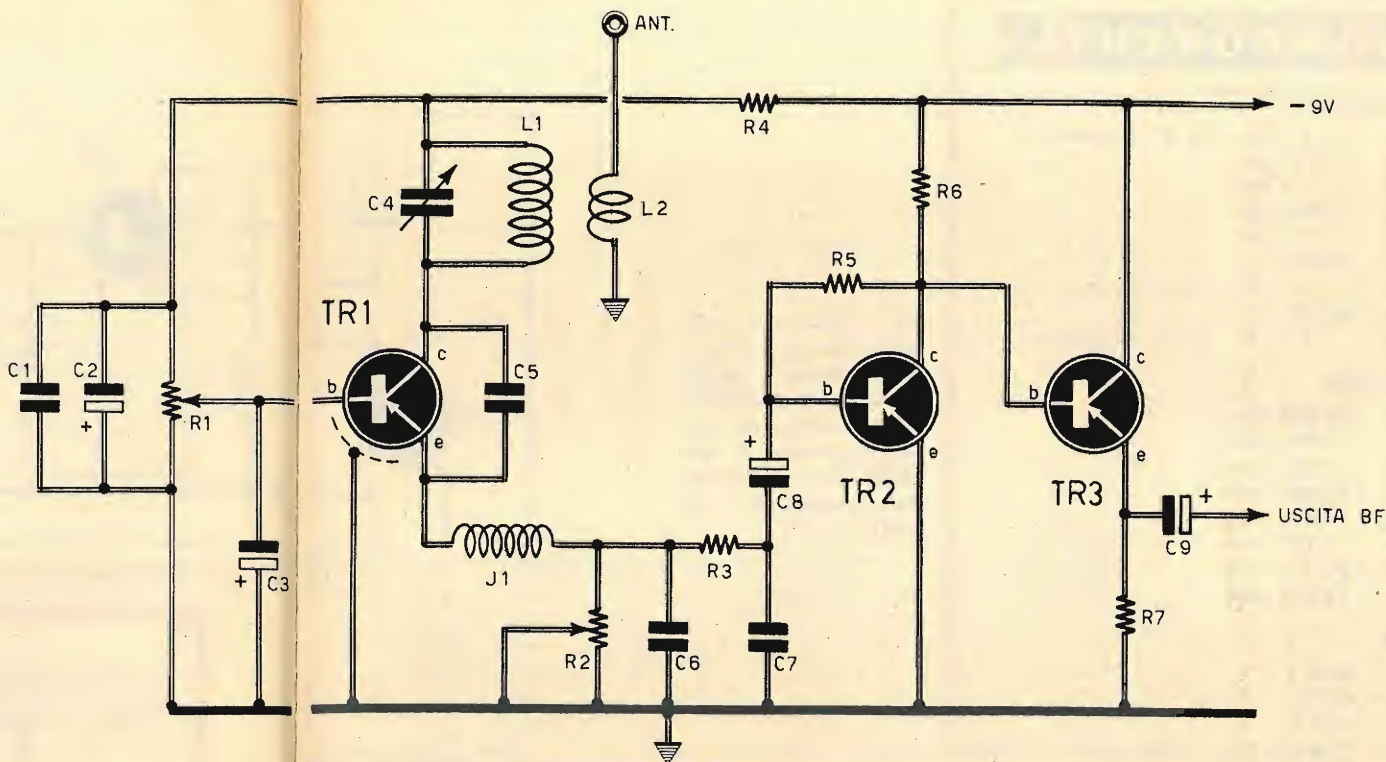 ANT.
L1
R4
- 9V
C4
L2
R6
R5
TR1
C1
C2
+
R1
b
c
e
C5
C3
+
J1
R2
C6
R3
C7
+
C8
b
c
e
TR2
b
c
e
TR3
C9
+
USCITA BF
R7